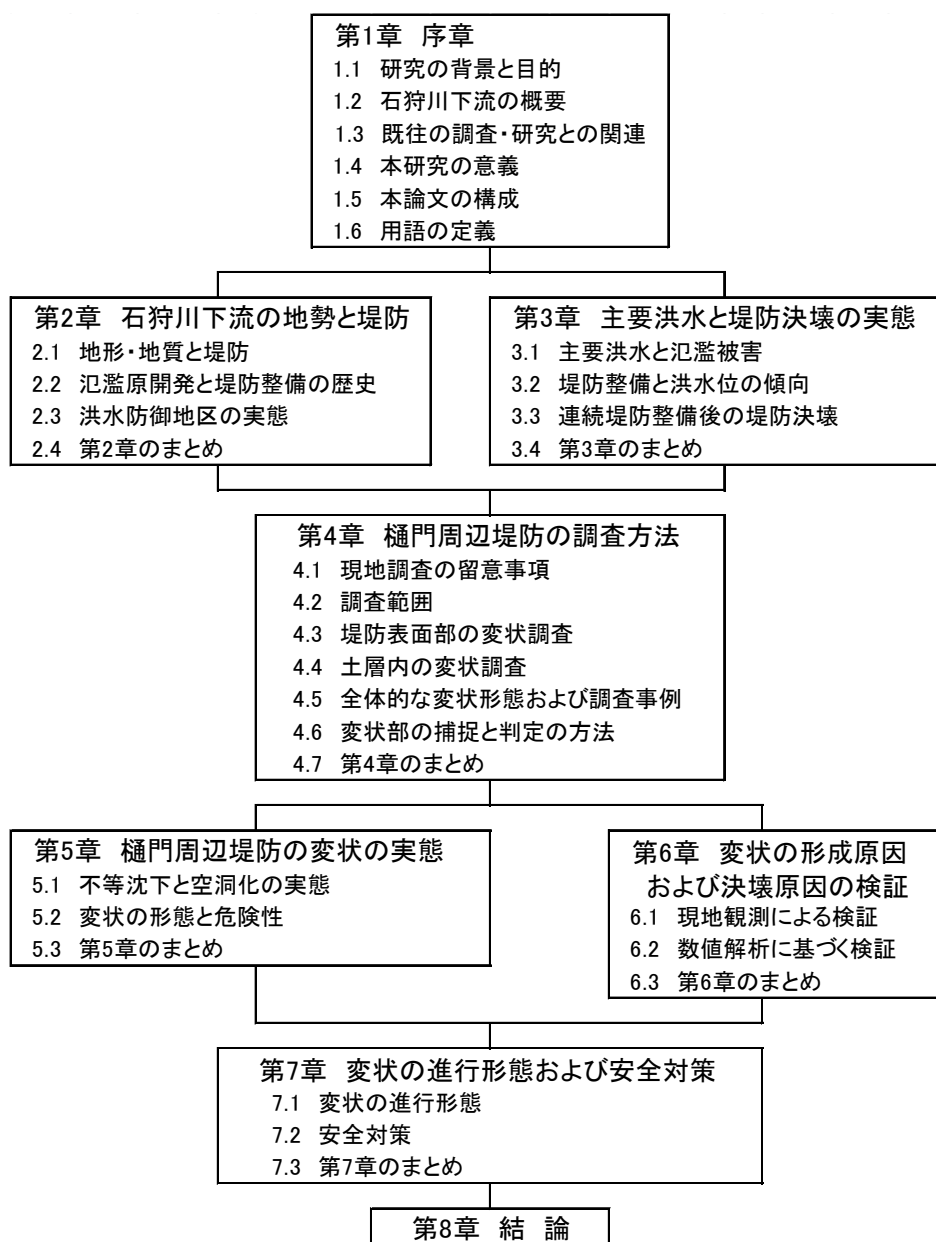 第1章 序章
1.1 研究の背景と目的
1.2 石狩川下流の概要
1.3 既往の調査・研究との関連
1.4 本研究の意義
1.5 本論文の構成
1.6 用語の定義
第2章 石狩川下流の地勢と堤防
2.1 地形・地質と堤防
2.2 氾濫原開発と堤防整備の歴史
2.3 洪水防御地区の実態
2.4 第2章のまとめ
第3章 主要洪水と堤防決壊の実態
3.1 主要洪水と氾濫被害
3.2 堤防整備と洪水位の傾向
3.3 連続堤防整備後の堤防決壊
3.4 第3章のまとめ
第4章 樋門周辺堤防の調査方法
4.1 現地調査の留意事項
4.2 調査範囲
4.3 堤防表面部の変状調査
4.4 土層内の変状調査
4.5 全体的な変状形態および調査事例
4.6 変状部の捕捉と判定の方法
4.7 第4章のまとめ
第5章 樋門周辺堤防の変状の実態
5.1 不等沈下と空洞化の実態
5.2 変状の形態と危険性
5.3 第5章のまとめ
第6章 変状の形成原因
および決壊原因の検証
6.1 現地観測による検証
6.2 数値解析に基づく検証
6.3 第6章のまとめ
第7章 変状の進行形態および安全対策
7.1 変状の進行形態
7.2 安全対策
7.3 第7章のまとめ
第8章 結 論